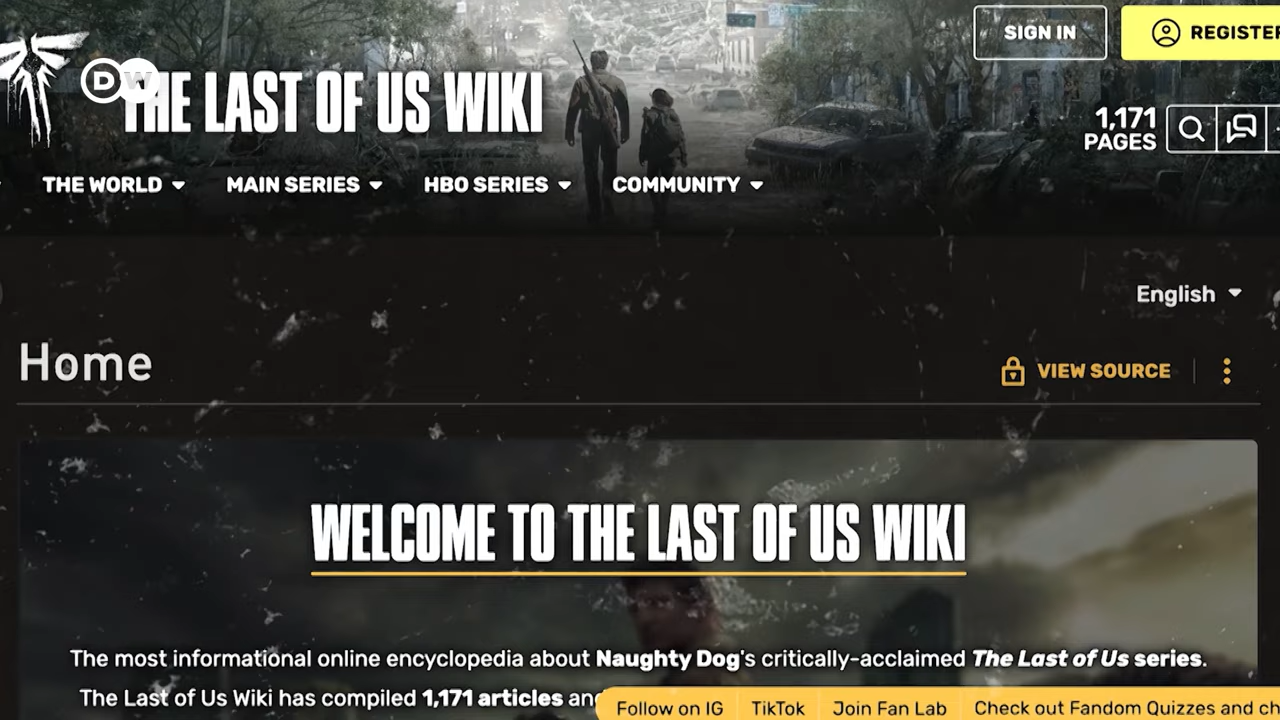 SIGN IN
REGISTER
DW
THE LAST OF US WIKI
1,171
PAGES
THE WORLD
MAIN SERIES
HBO SERIES
COMMUNITY
English
Home
VIEW SOURCE
WELCOME TO THE LAST OF US WIKI
The most informational online encyclopedia about Naughty Dog's critically-acclaimed The Last of Us series.
The Last of Us Wiki has compiled 1,171 articles and
Follow on IG
TikTok
Join Fan Lab
Check out Fandom Quizzes and ch